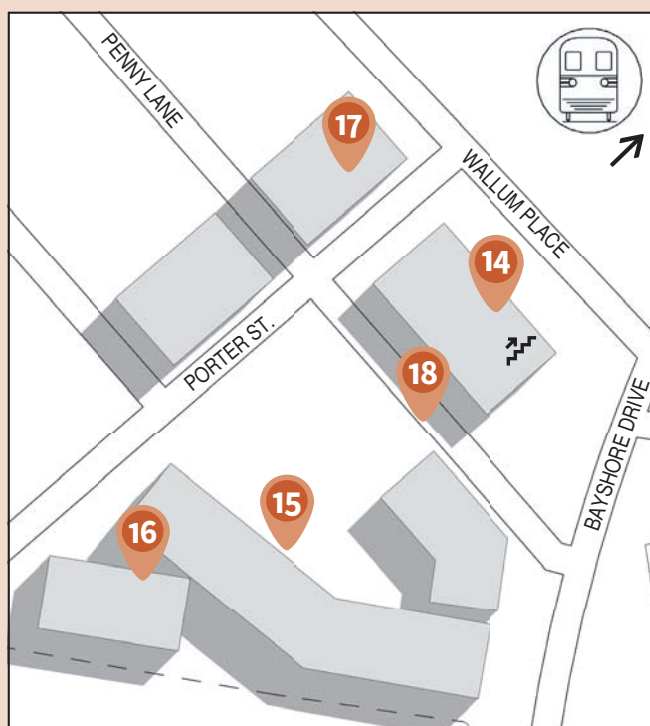 PENNY LANE
17
WALLUM PLACE
14
PORTER ST.
18
BAYSHORE DRIVE
15
16